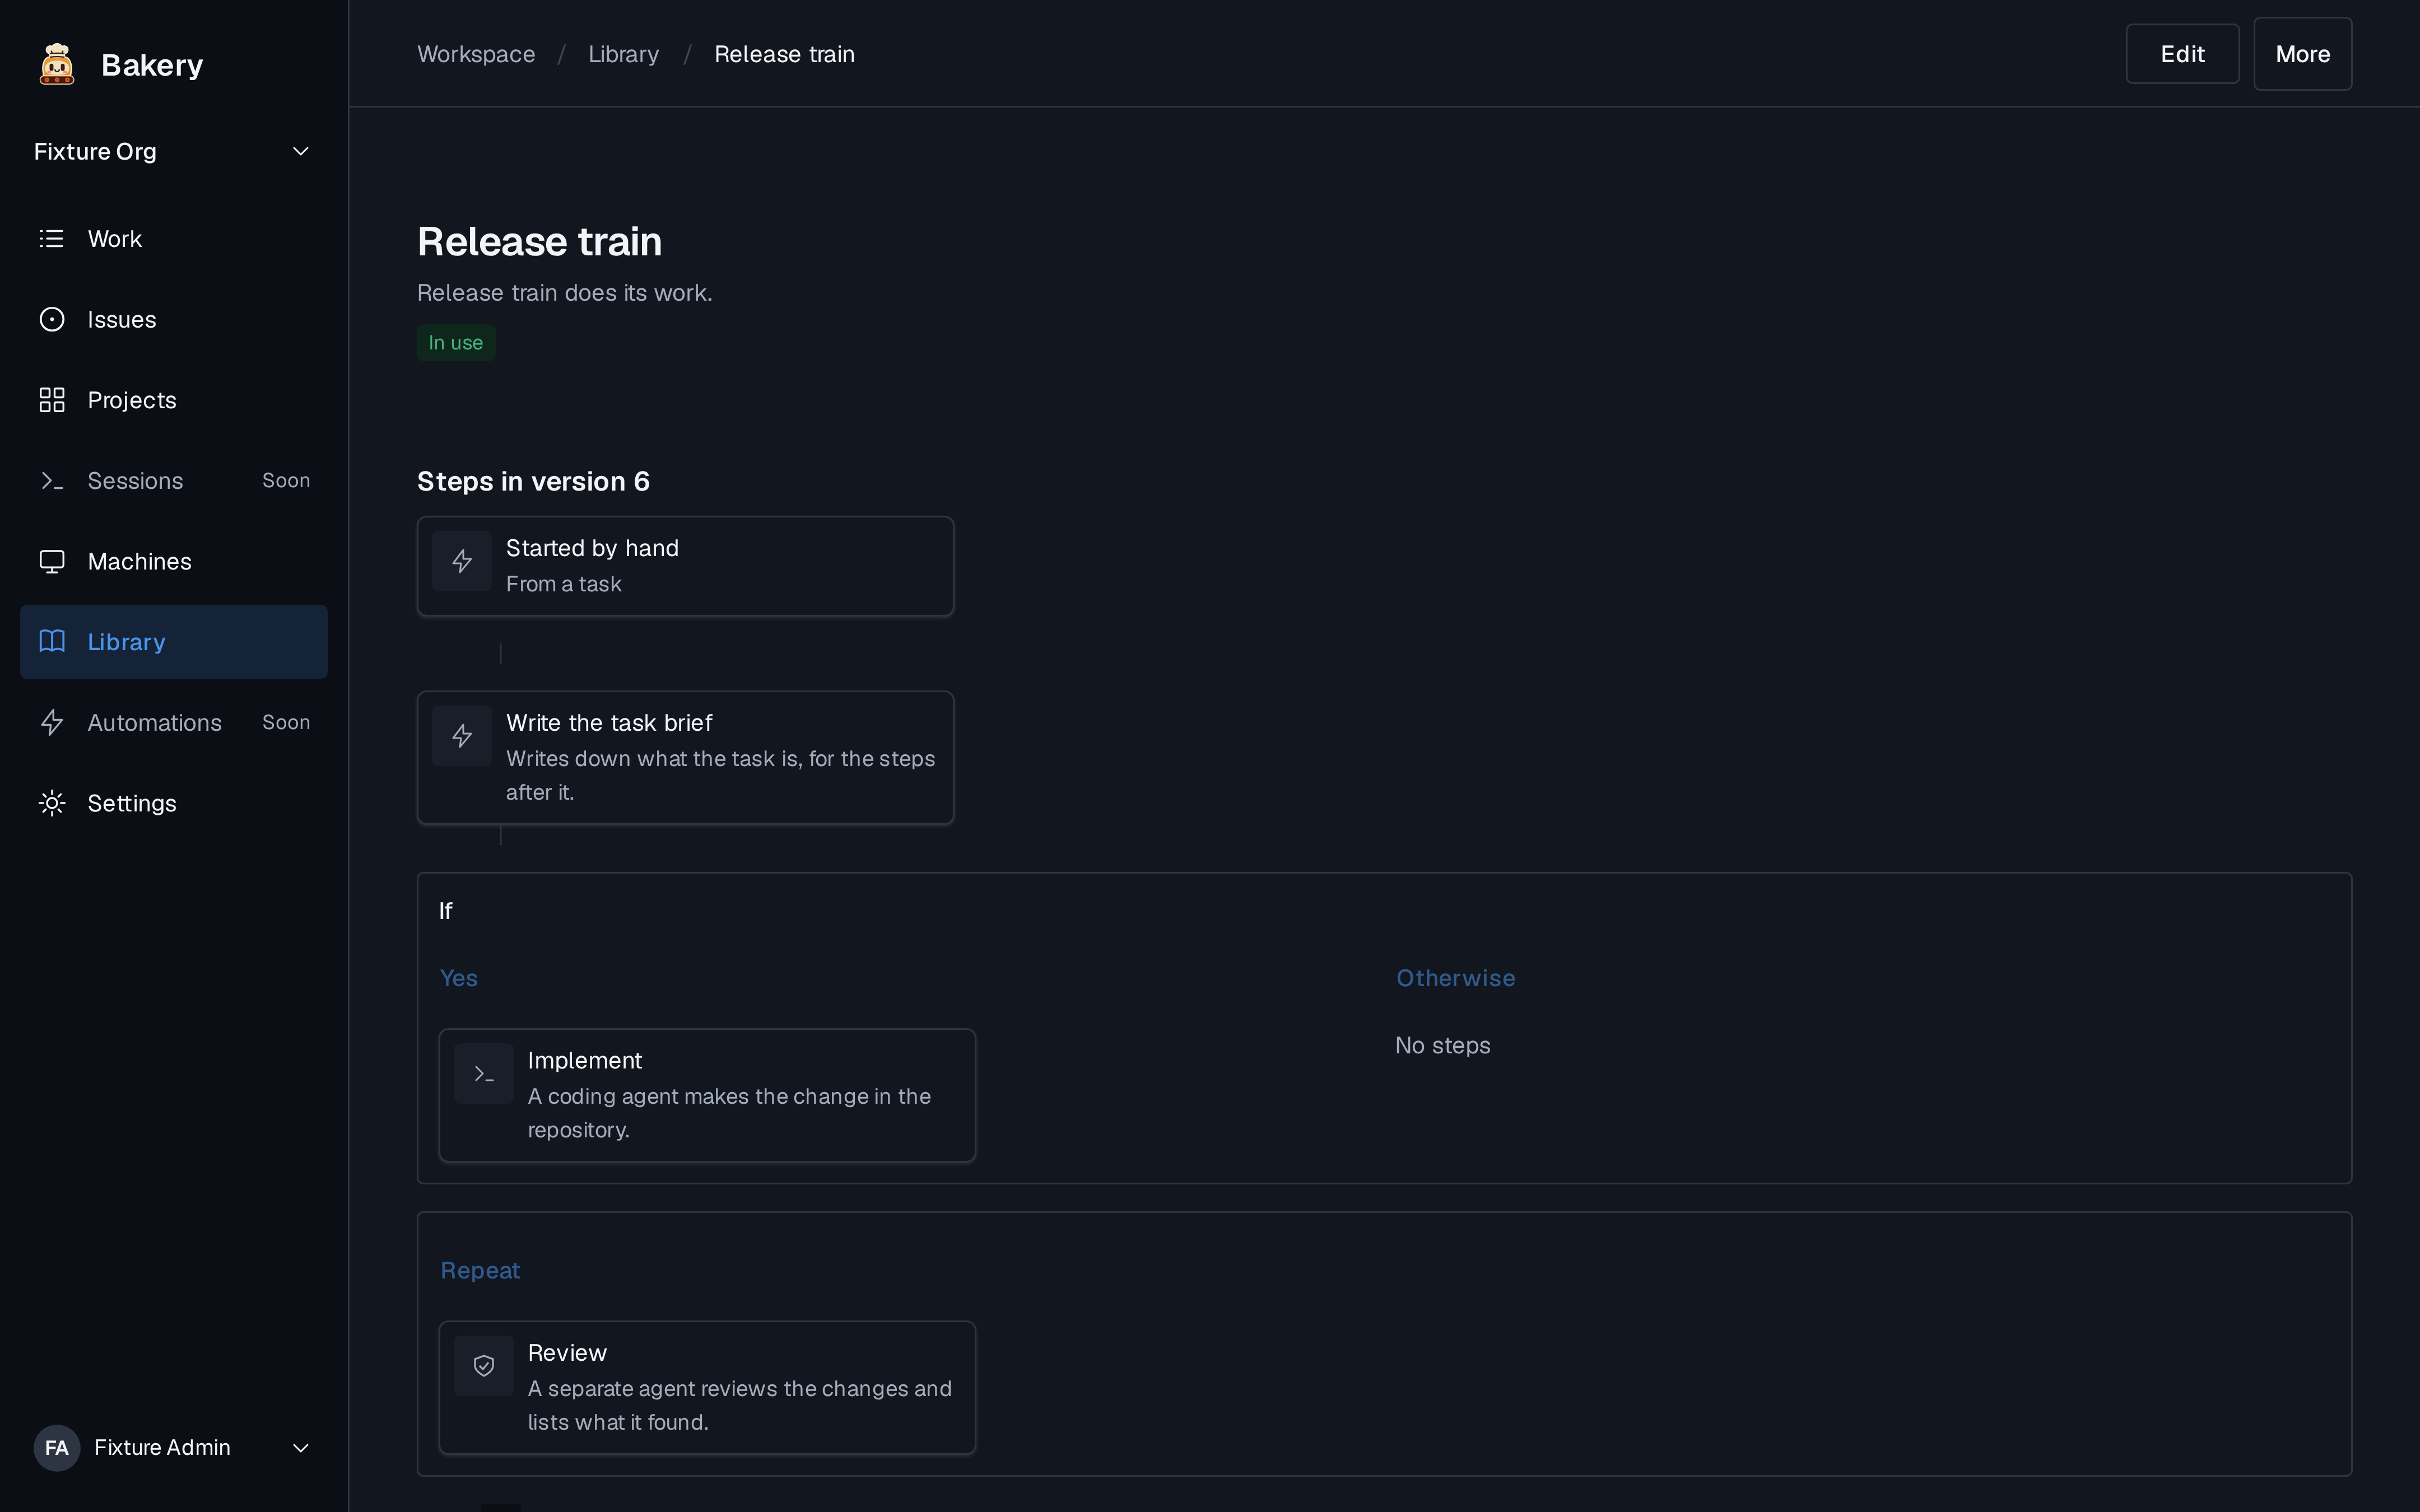 Bakery
Fixture Org
Work
Issues
Projects
Sessions Soon
Machines
Library
Automations Soon
Settings
FA Fixture Admin
Workspace / Library / Release train
Edit More
Release train
Release train does its work.
In use
Steps in version 6
Started by hand
From a task
Write the task brief
Writes down what the task is, for the steps
after it.
If
Yes
Implement
A coding agent makes the change in the
repository.
Otherwise
No steps
Repeat
Review
A separate agent reviews the changes and
lists what it found.